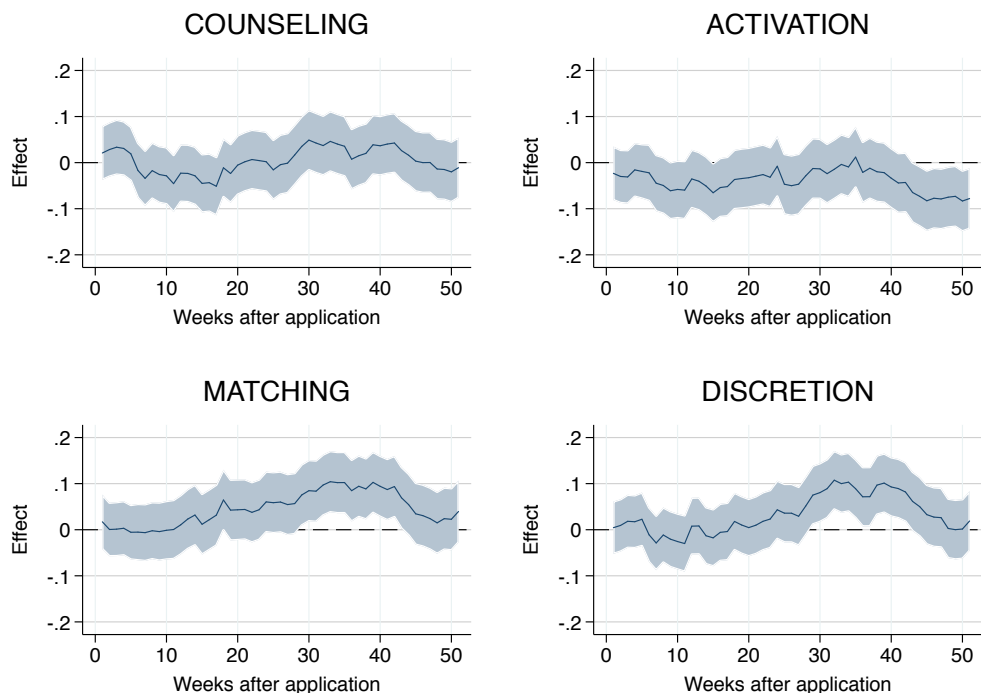 COUNSELING
ACTIVATION
Effect
.2
.1
0
-.1
-.2
0 10 20 30 40 50
Weeks after application
Effect
.2
.1
0
-.1
-.2
0 10 20 30 40 50
Weeks after application
MATCHING
DISCRETION
Effect
.2
.1
0
-.1
-.2
0 10 20 30 40 50
Weeks after application
Effect
.2
.1
0
-.1
-.2
0 10 20 30 40 50
Weeks after application